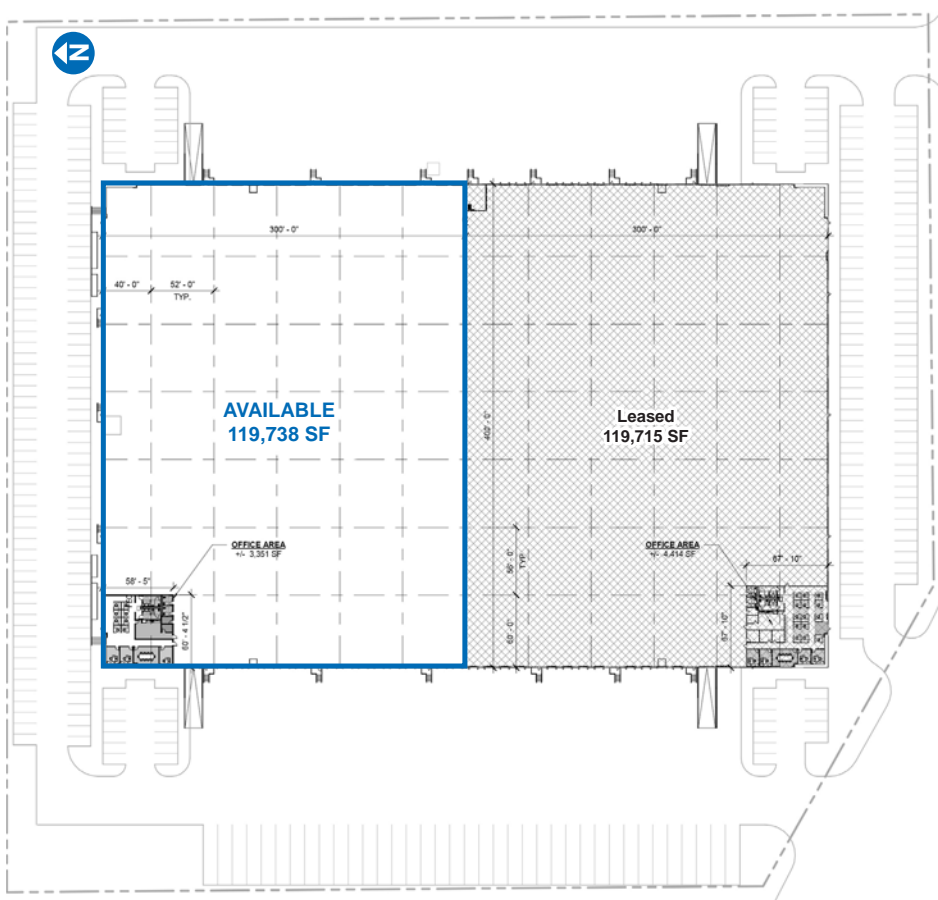 N
300' - 0"
300' - 0"
40' - 0"
52' - 0"
TYP.
AVAILABLE
119,738 SF
400' - 0"
Leased
119,715 SF
OFFICE AREA
+/- 3,351 SF
56' - 0"
TYP.
OFFICE AREA
+/- 4,414 SF
67' - 10"
58' - 5"
60' - 4 1/2"
60' - 0"
67' - 10"